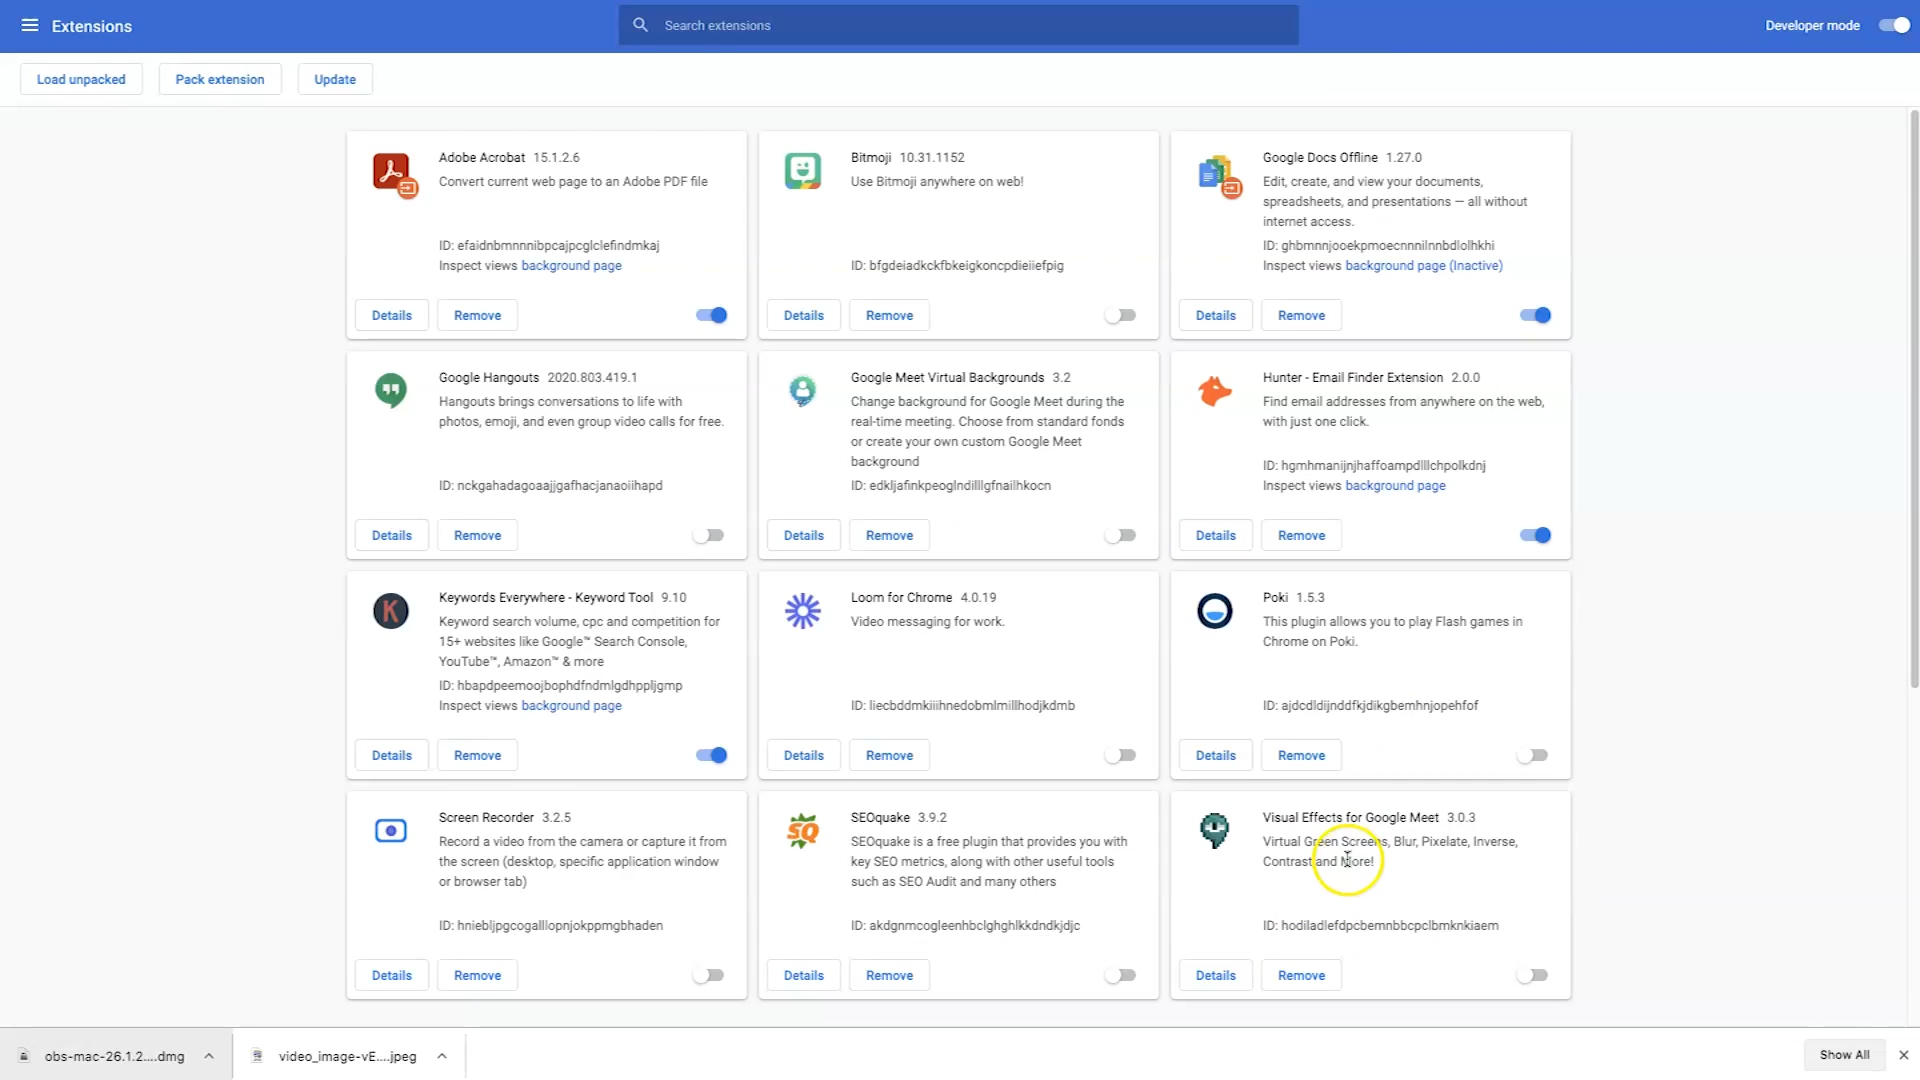 Extensions
Search extensions
Developer mode
Load unpacked
Pack extension
Update
Adobe Acrobat 15.1.2.6
Convert current web page to an Adobe PDF file
ID: efaidnbmnnnibpcajpcglclefindmkaj
Inspect views background page
Details
Remove
Bitmoji 10.31.1152
Use Bitmoji anywhere on web!
ID: bfgdeiadkckfbkeigkoncpdieiiefpig
Details
Remove
Google Docs Offline 1.27.0
Edit, create, and view your documents,
spreadsheets, and presentations — all without
internet access.
ID: ghbmnnjooekpmoecnnnilnnbdlolhkhi
Inspect views background page (Inactive)
Details
Remove
Google Hangouts 2020.803.419.1
Hangouts brings conversations to life with
photos, emoji, and even group video calls for free.
ID: nckgahadagoaajjgafhacjanaoiihapd
Details
Remove
Google Meet Virtual Backgrounds 3.2
Change background for Google Meet during the
real-time meeting. Choose from standard fonds
or create your own custom Google Meet
background
ID: edkljafinkpeoglndilllgfnailhkocn
Details
Remove
Hunter - Email Finder Extension 2.0.0
Find email addresses from anywhere on the web,
with just one click.
ID: hgmhmanijnjhaffoampdlllchpolkdnj
Inspect views background page
Details
Remove
Keywords Everywhere - Keyword Tool 9.10
Keyword search volume, cpc and competition for
15+ websites like Google™ Search Console,
YouTube™, Amazon™ & more
ID: hbapdpeemoojbophdfndmlgdhppljgmp
Inspect views background page
Details
Remove
Loom for Chrome 4.0.19
Video messaging for work.
ID: liecbddmkiiihnedobmlmillhodjkdmb
Details
Remove
Poki 1.5.3
This plugin allows you to play Flash games in
Chrome on Poki.
ID: ajdcdldijnddfkjdikgbemhnjopehfof
Details
Remove
Screen Recorder 3.2.5
Record a video from the camera or capture it from
the screen (desktop, specific application window
or browser tab)
ID: hniebljpgcogalllopnjokppmgbhaden
Details
Remove
SEOquake 3.9.2
SEOquake is a free plugin that provides you with
key SEO metrics, along with other useful tools
such as SEO Audit and many others
ID: akdgnmcogleenhbclghghlkkdndkjdjc
Details
Remove
Visual Effects for Google Meet 3.0.3
Virtual Green Screens, Blur, Pixelate, Inverse,
Contrast and More!
ID: hodiladlefdpcbemnbbcpclbmknkiaem
Details
Remove
obs-mac-26.1.2....dmg
video_image-vE....jpeg
Show All